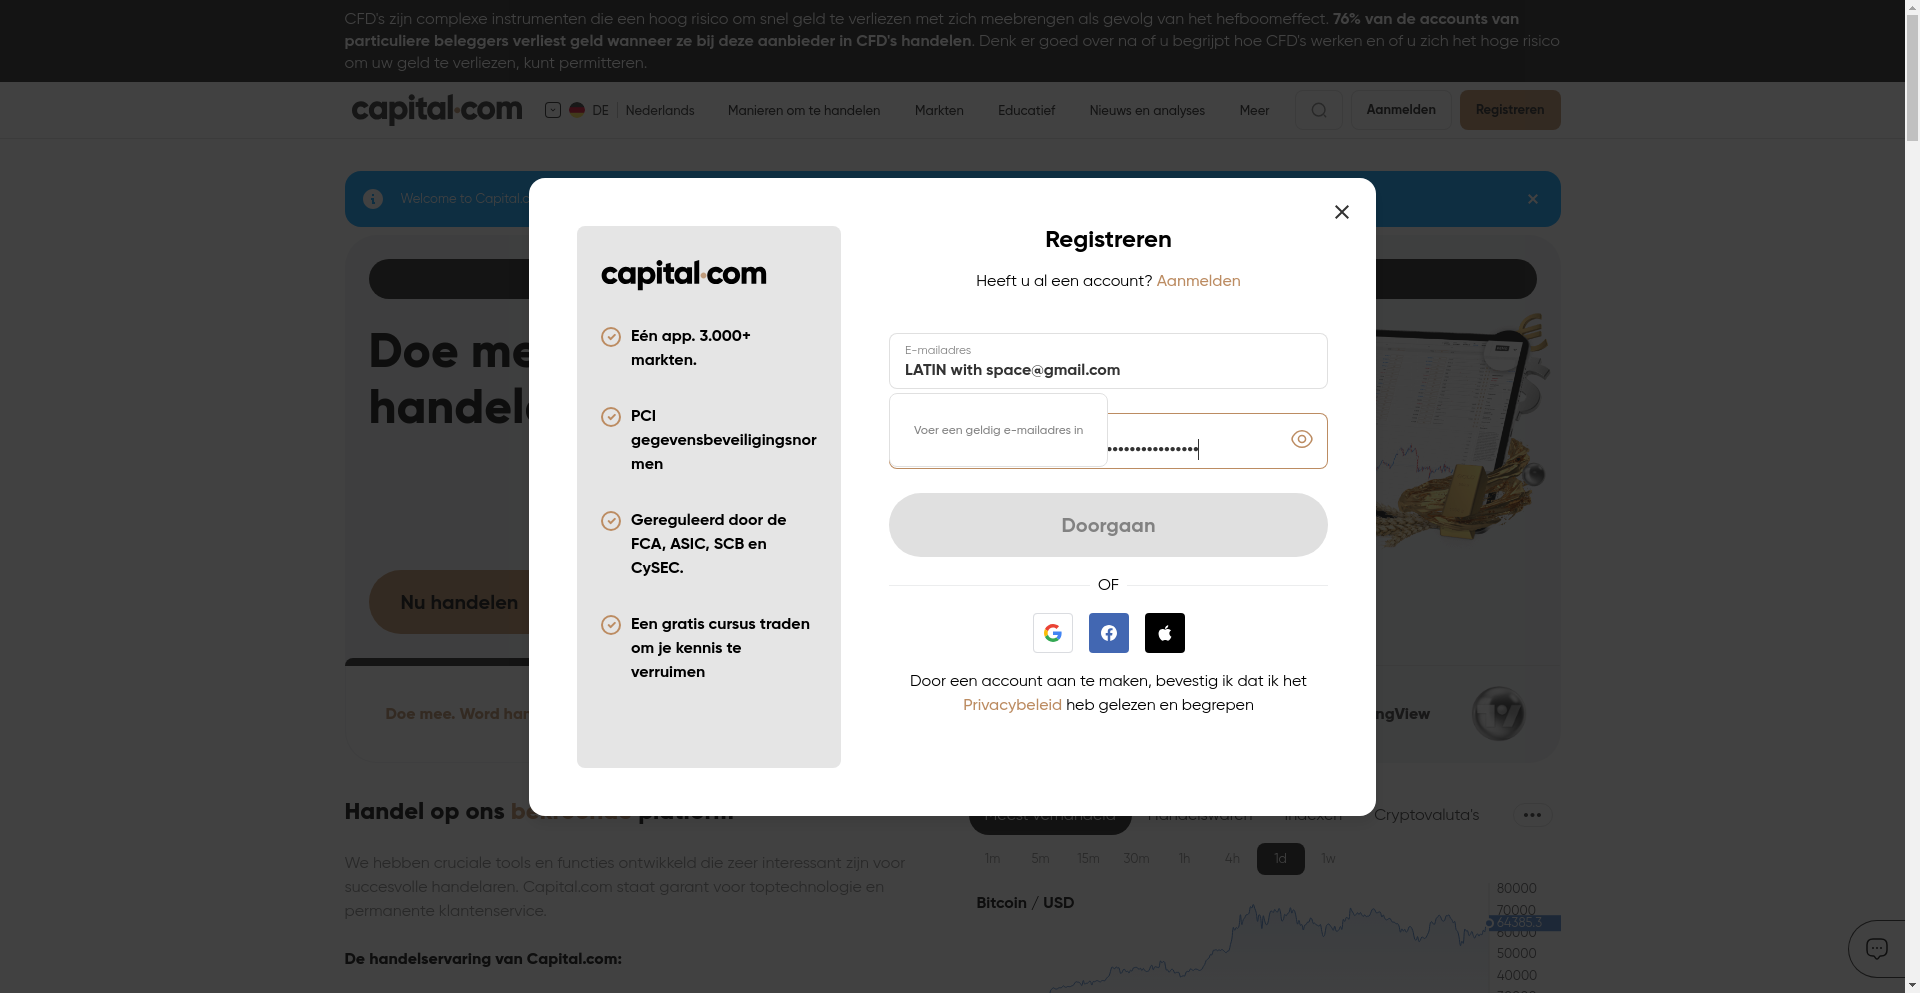 CFD's zijn complexe instrumenten die een hoog risico om snel geld te verliezen met zich meebrengen als gevolg van het hefboomeffect. 76% van de accounts van
particuliere beleggers verliest geld wanneer ze bij deze aanbieder in CFD's handelen. Denk er goed over na of u begrijpt hoe CFD's werken en of u zich het hoge risico
om uw geld te verliezen, kunt permitteren.
capital.com
DE Nederlands Manieren om te handelen Markten Educatief Nieuws en analyses Meer Aanmelden Registreren
Welcome to Capital.c
Doe me
handel
Nu handelen
Doe mee. Word han
ngView
capital.com
Eén app. 3.000+
markten.
PCI
gegevensbeveiligingsnor
men
Gereguleerd door de
FCA, ASIC, SCB en
CySEC.
Een gratis cursus traden
om je kennis te
verruimen
Registreren
Heeft u al een account? Aanmelden
E-mailadres
LATIN with space@gmail.com
Voer een geldig e-mailadres in
Doorgaan
OF
Door een account aan te maken, bevestig ik dat ik het
Privacybeleid heb gelezen en begrepen
Handel op ons bekroonde platform
We hebben cruciale tools en functies ontwikkeld die zeer interessant zijn voor
succesvolle handelaren. Capital.com staat garant voor toptechnologie en
permanente klantenservice.
De handelservaring van Capital.com:
Meest verhandeld Handelswaren Indexen Cryptovaluta's
1m 5m 15m 30m 1h 4h 1d 1w
Bitcoin / USD
80000
70000
64385.3
60000
50000
40000